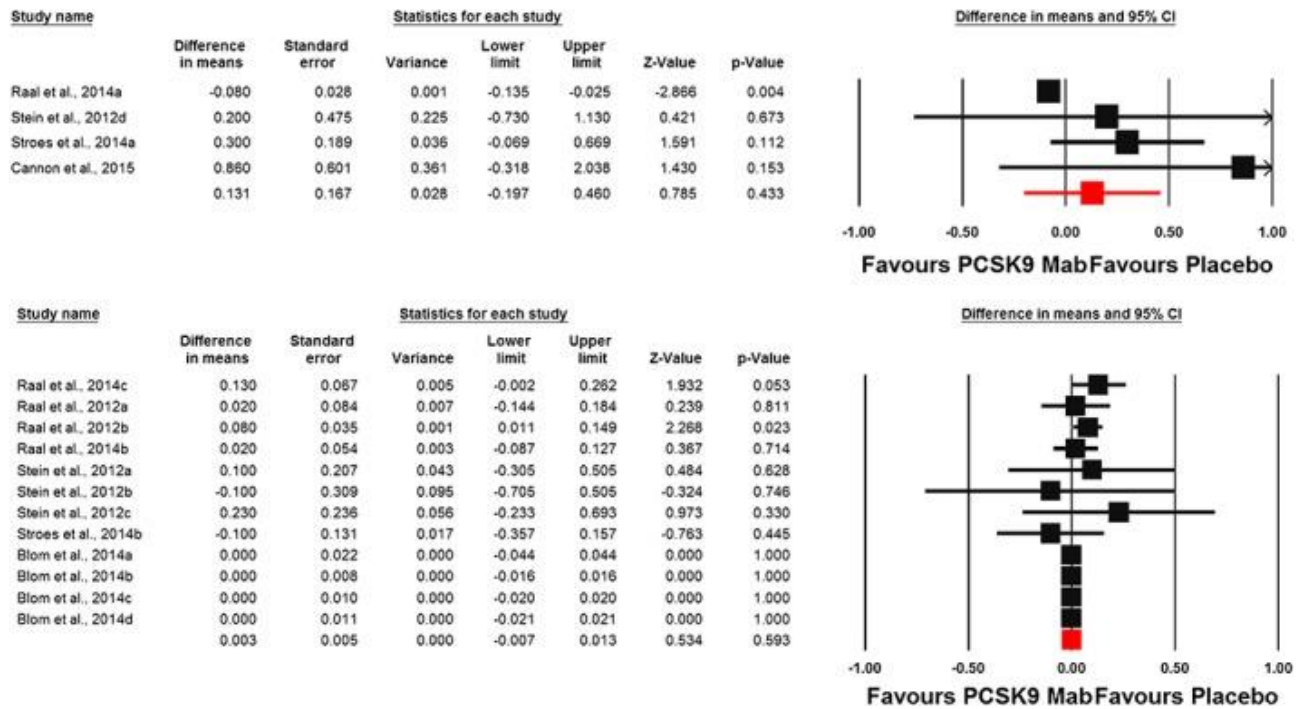 Study name Statistics for each study Difference in means and 95% CI
Difference in means Standard error Variance Lower limit Upper limit Z-Value p-Value
Raal et al., 2014a -0.080 0.028 0.001 -0.135 -0.025 -2.866 0.004
Stein et al., 2012d 0.200 0.475 0.225 -0.730 1.130 0.421 0.673
Stroes et al., 2014a 0.300 0.189 0.036 -0.069 0.669 1.591 0.112
Cannon et al., 2015 0.860 0.601 0.361 -0.318 2.038 1.430 0.153
0.131 0.167 0.028 -0.197 0.460 0.785 0.433
-1.00 -0.50 0.00 0.50 1.00
Favours PCSK9 MabFavours Placebo
Study name Statistics for each study Difference in means and 95% CI
Difference in means Standard error Variance Lower limit Upper limit Z-Value p-Value
Raal et al., 2014c 0.130 0.067 0.005 -0.002 0.262 1.932 0.053
Raal et al., 2012a 0.020 0.084 0.007 -0.144 0.184 0.239 0.811
Raal et al., 2012b 0.080 0.035 0.001 0.011 0.149 2.268 0.023
Raal et al., 2014b 0.020 0.054 0.003 -0.087 0.127 0.367 0.714
Stein et al., 2012a 0.100 0.207 0.043 -0.305 0.505 0.484 0.628
Stein et al., 2012b -0.100 0.309 0.095 -0.705 0.505 -0.324 0.746
Stein et al., 2012c 0.230 0.236 0.056 -0.233 0.693 0.973 0.330
Stroes et al., 2014b -0.100 0.131 0.017 -0.357 0.157 -0.763 0.445
Blom et al., 2014a 0.000 0.022 0.000 -0.044 0.044 0.000 1.000
Blom et al., 2014b 0.000 0.008 0.000 -0.016 0.016 0.000 1.000
Blom et al., 2014c 0.000 0.010 0.000 -0.020 0.020 0.000 1.000
Blom et al., 2014d 0.000 0.011 0.000 -0.021 0.021 0.000 1.000
0.003 0.005 0.000 -0.007 0.013 0.534 0.593
-1.00 -0.50 0.00 0.50 1.00
Favours PCSK9 MabFavours Placebo